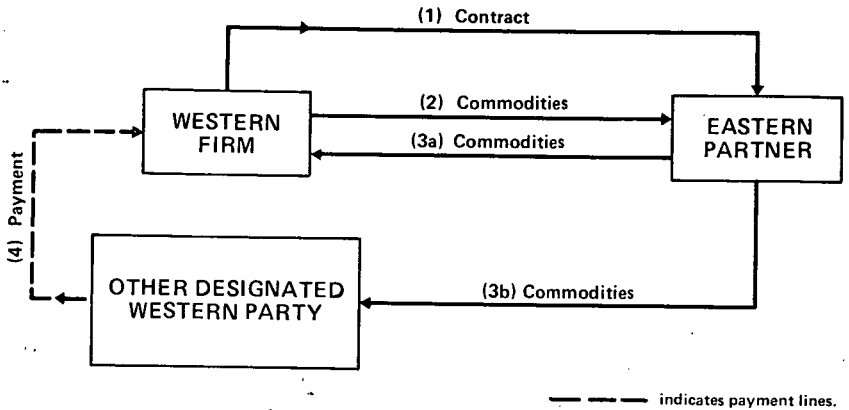 (1) Contract
WESTERN
FIRM
(2) Commodities
(3a) Commodities
EASTERN
PARTNER
(4) Payment
OTHER DESIGNATED
WESTERN PARTY
(3b) Commodities
indicates payment lines.